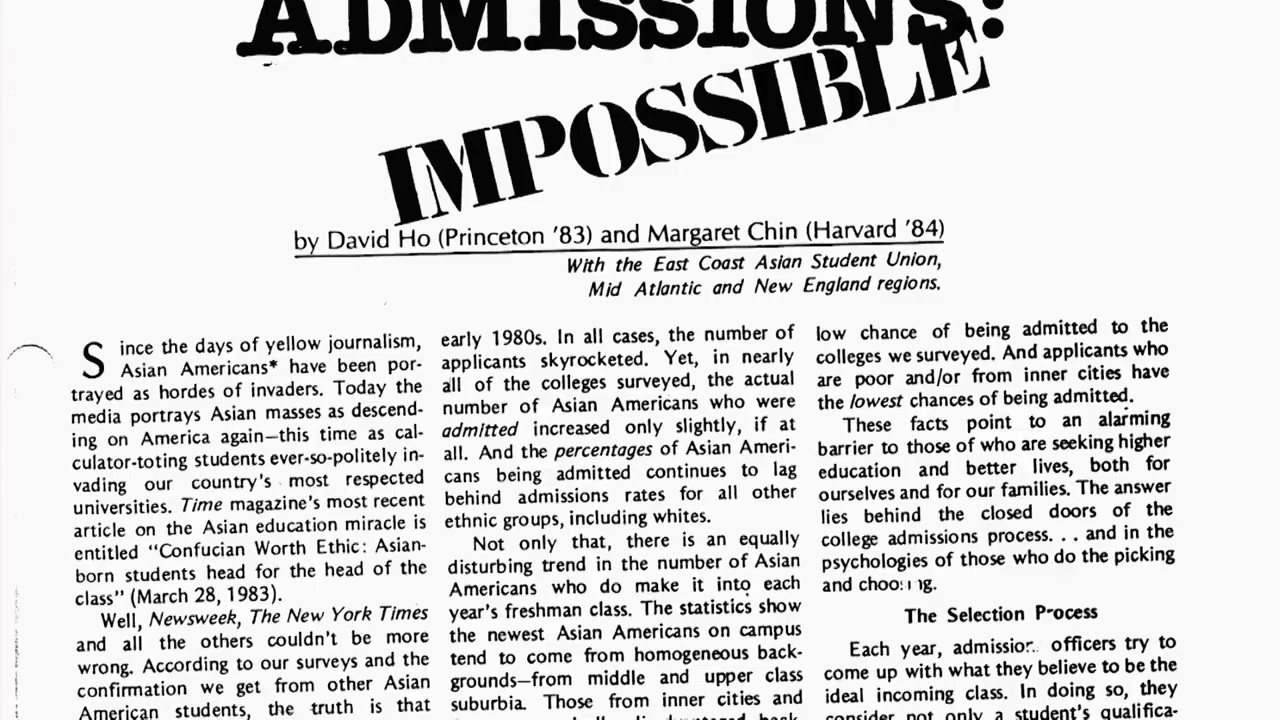 ADMISSIONS:
IMPOSSIBLE
by David Ho (Princeton '83) and Margaret Chin (Harvard '84)
With the East Coast Asian Student Union,
Mid Atlantic and New England regions.
Since the days of yellow journalism,
Asian Americans* have been por-
trayed as hordes of invaders. Today the
media portrays Asian masses as descend-
ing on America again—this time as cal-
culator-toting students ever-so-politely in-
vading our country's most respected
universities. Time magazine's most recent
article on the Asian education miracle is
entitled "Confucian Worth Ethic: Asian-
born students head for the head of the
class" (March 28, 1983).
Well, Newsweek, The New York Times
and all the others couldn't be more
wrong. According to our surveys and the
confirmation we get from other Asian
American students, the truth is that
early 1980s. In all cases, the number of
applicants skyrocketed. Yet, in nearly
all of the colleges surveyed, the actual
number of Asian Americans who were
admitted increased only slightly, if at
all. And the percentages of Asian Ameri-
cans being admitted continues to lag
behind admissions rates for all other
ethnic groups, including whites.
Not only that, there is an equally
disturbing trend in the number of Asian
Americans who do make it into each
year's freshman class. The statistics show
the newest Asian Americans on campus
tend to come from homogeneous back-
grounds—from middle and upper class
suburbia. Those from inner cities and
low chance of being admitted to the
colleges we surveyed. And applicants who
are poor and/or from inner cities have
the lowest chances of being admitted.
These facts point to an alarming
barrier to those of who are seeking higher
education and better lives, both for
ourselves and for our families. The answer
lies behind the closed doors of the
college admissions process. . . and in the
psychologies of those who do the picking
and choosing.
The Selection Process
Each year, admission officers try to
come up with what they believe to be the
ideal incoming class. In doing so, they
consider not only a student's qualifica-